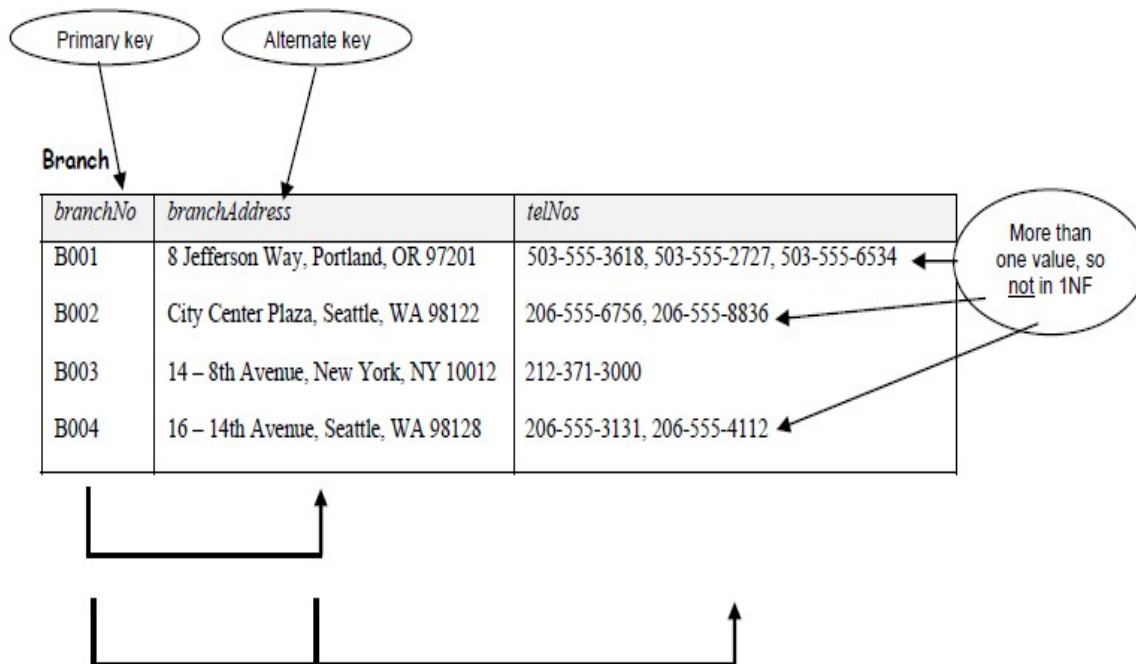 Primary key
Alternate key
Branch
branchNo branchAddress telNos
B001 8 Jefferson Way, Portland, OR 97201 503-555-3618, 503-555-2727, 503-555-6534
B002 City Center Plaza, Seattle, WA 98122 206-555-6756, 206-555-8836
B003 14 – 8th Avenue, New York, NY 10012 212-371-3000
B004 16 – 14th Avenue, Seattle, WA 98128 206-555-3131, 206-555-4112
More than
one value, so
not in 1NF